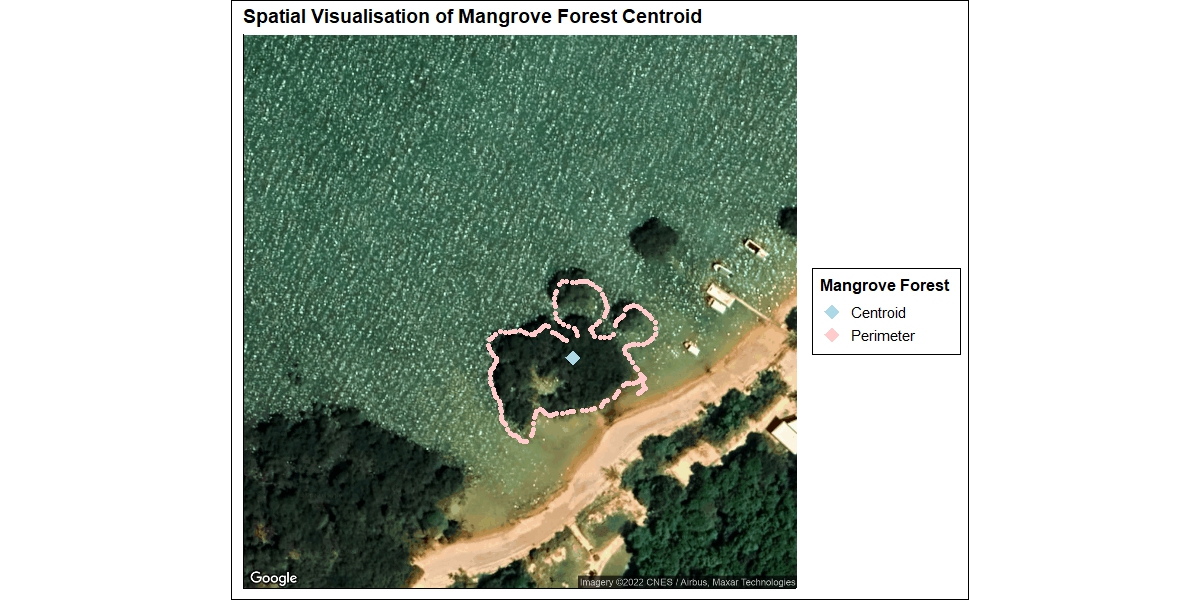 Spatial Visualisation of Mangrove Forest Centroid
Mangrove Forest
Centroid
Perimeter
Google
Imagery ©2022 CNES / Airbus, Maxar Technologies